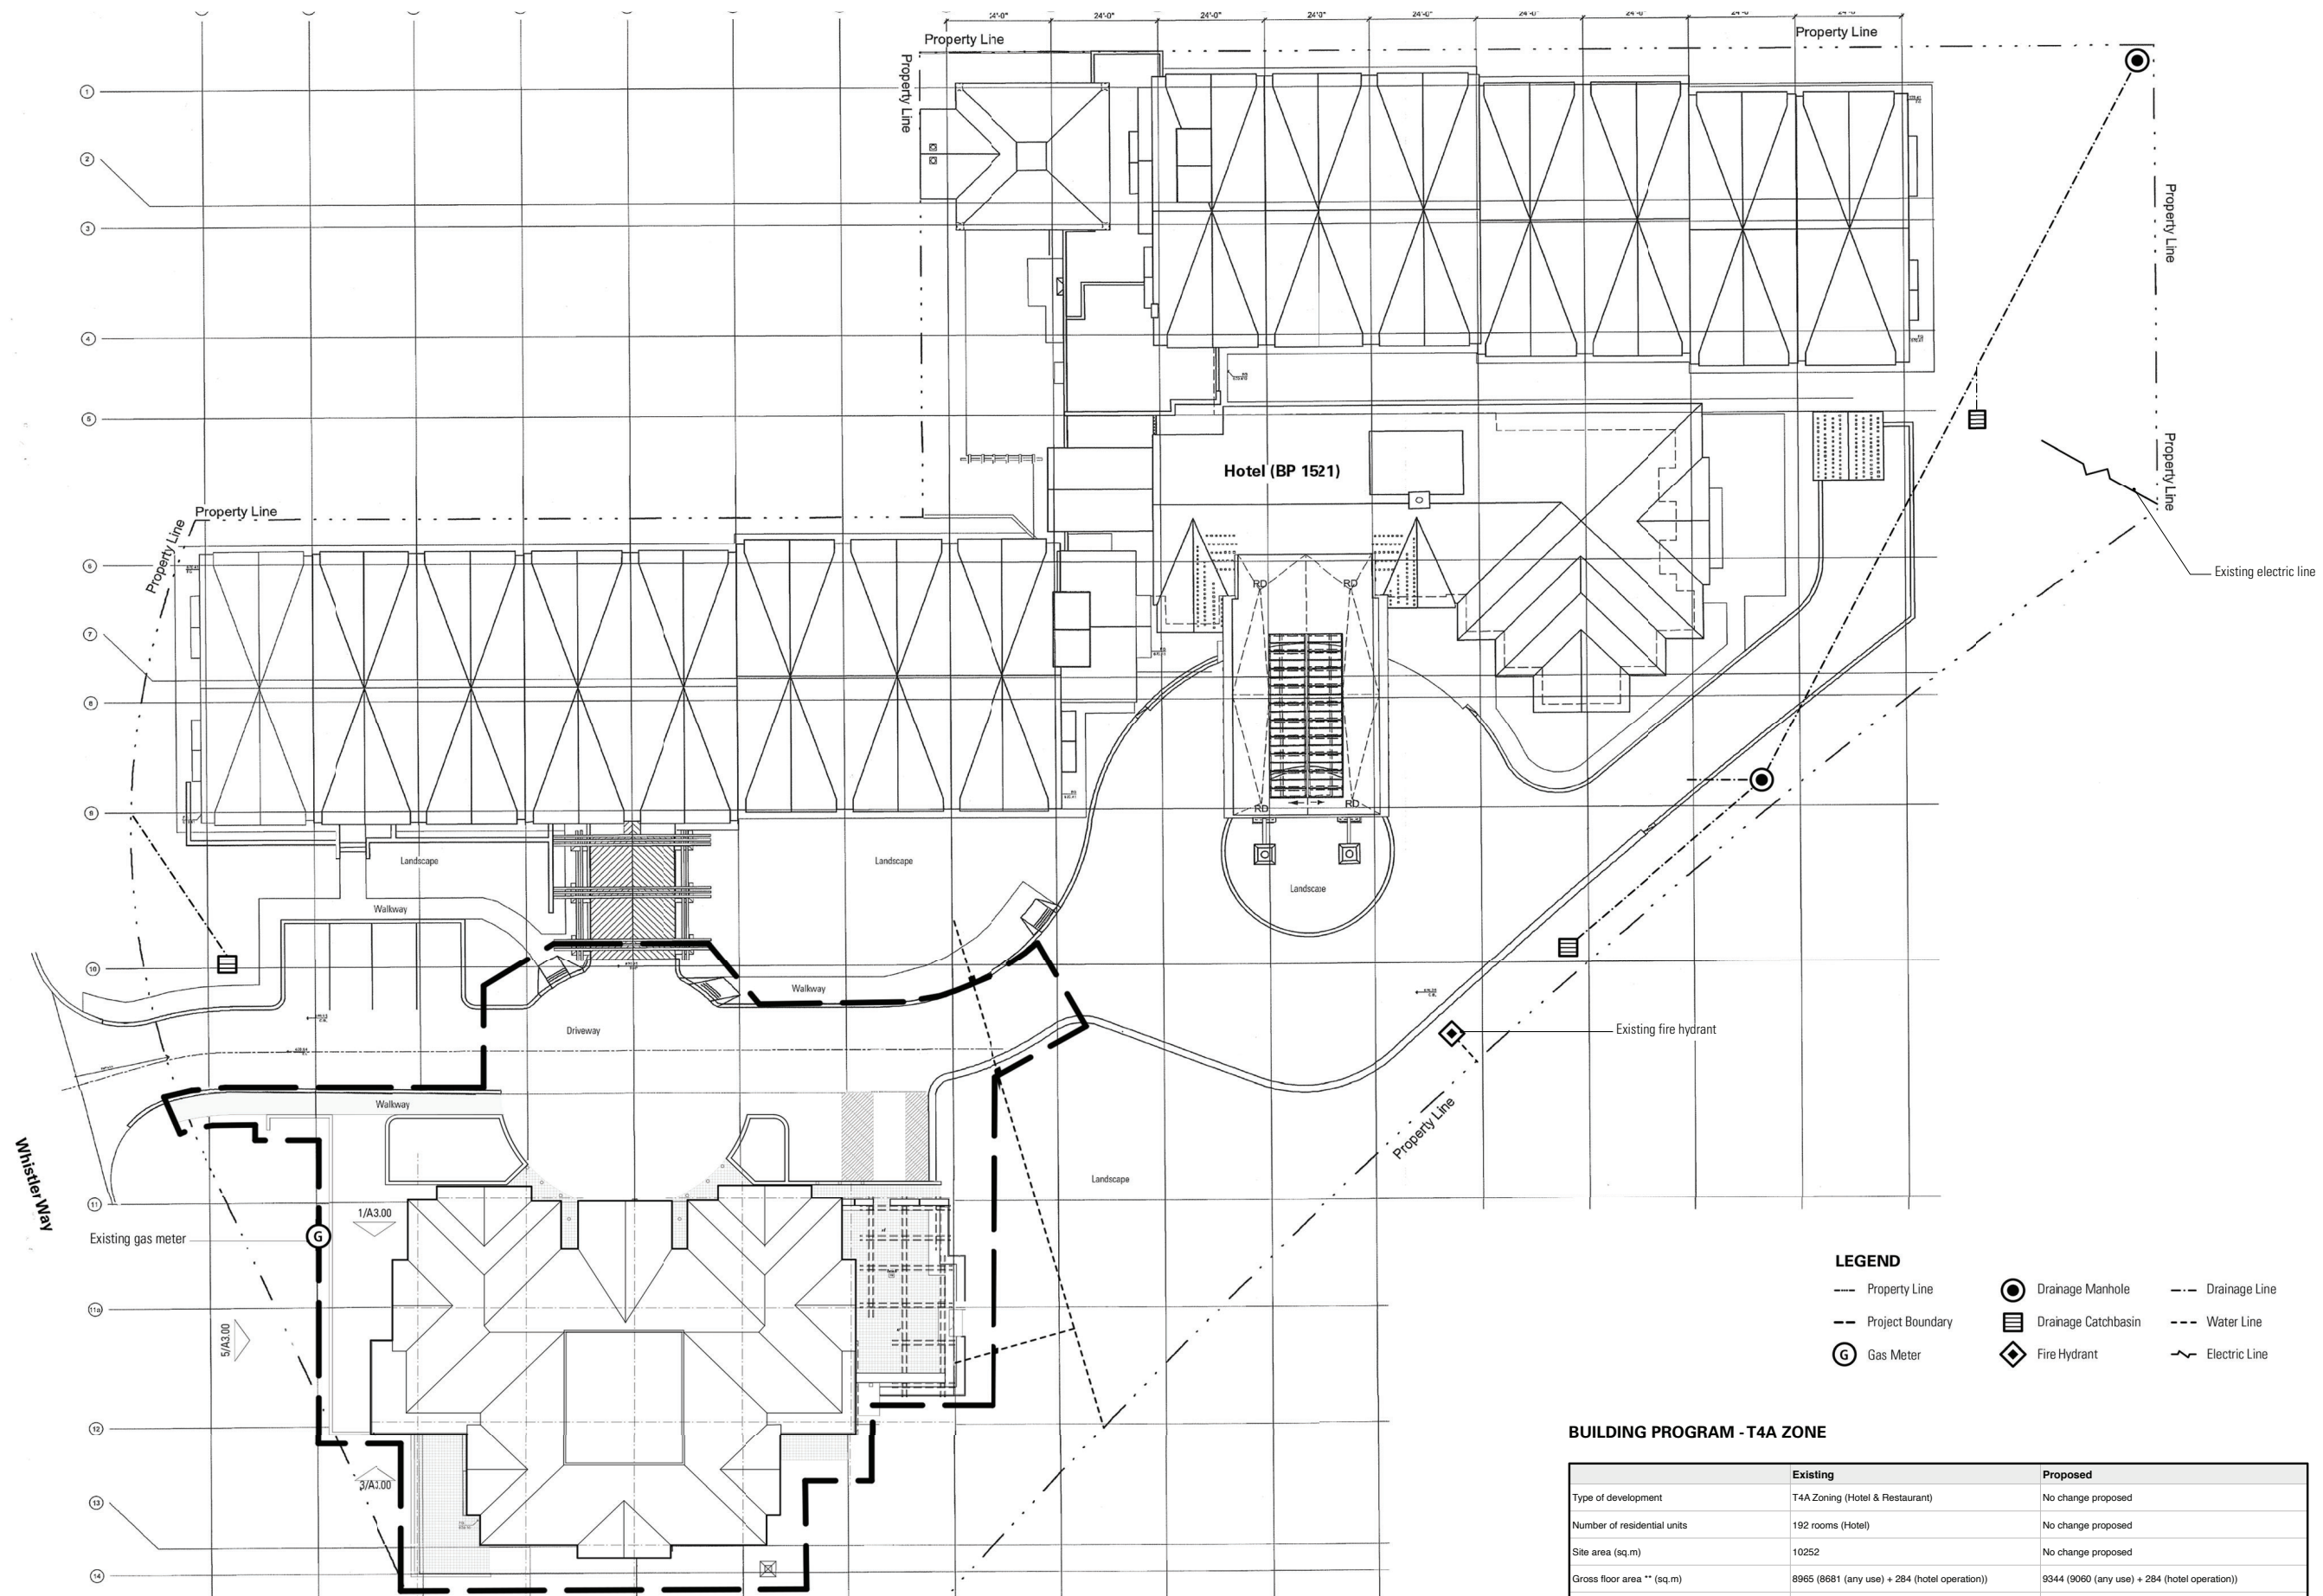 24'-0"
24'-0"
24'0"
24'-0"
Property Line
Property Line
Property Line
1
2
3
4
5
6
7
8
9
10
11
11a
12
13
14
Property Line
Property Line
Hotel (BP 1521)
Property Line
Property Line
Existing electric line
RD
RD
RD
RD
Landscape
Landscape
Landscape
Walkway
Walkway
Driveway
Existing fire hydrant
Walkway
Property Line
Whistler Way
Landscape
1/A3.00
Existing gas meter
G
5/A3.00
3/A3.00
LEGEND
Property Line
Drainage Manhole
Drainage Line
Project Boundary
Drainage Catchbasin
Water Line
G
Gas Meter
Fire Hydrant
Electric Line
BUILDING PROGRAM - T4A ZONE
Existing
Proposed
Type of development
T4A Zoning (Hotel & Restaurant)
No change proposed
Number of residential units
192 rooms (Hotel)
No change proposed
Site area (sq.m)
10252
No change proposed
Gross floor area ** (sq.m)
8965 (8681 (any use) + 284 (hotel operation))
9344 (9060 (any use) + 284 (hotel operation))